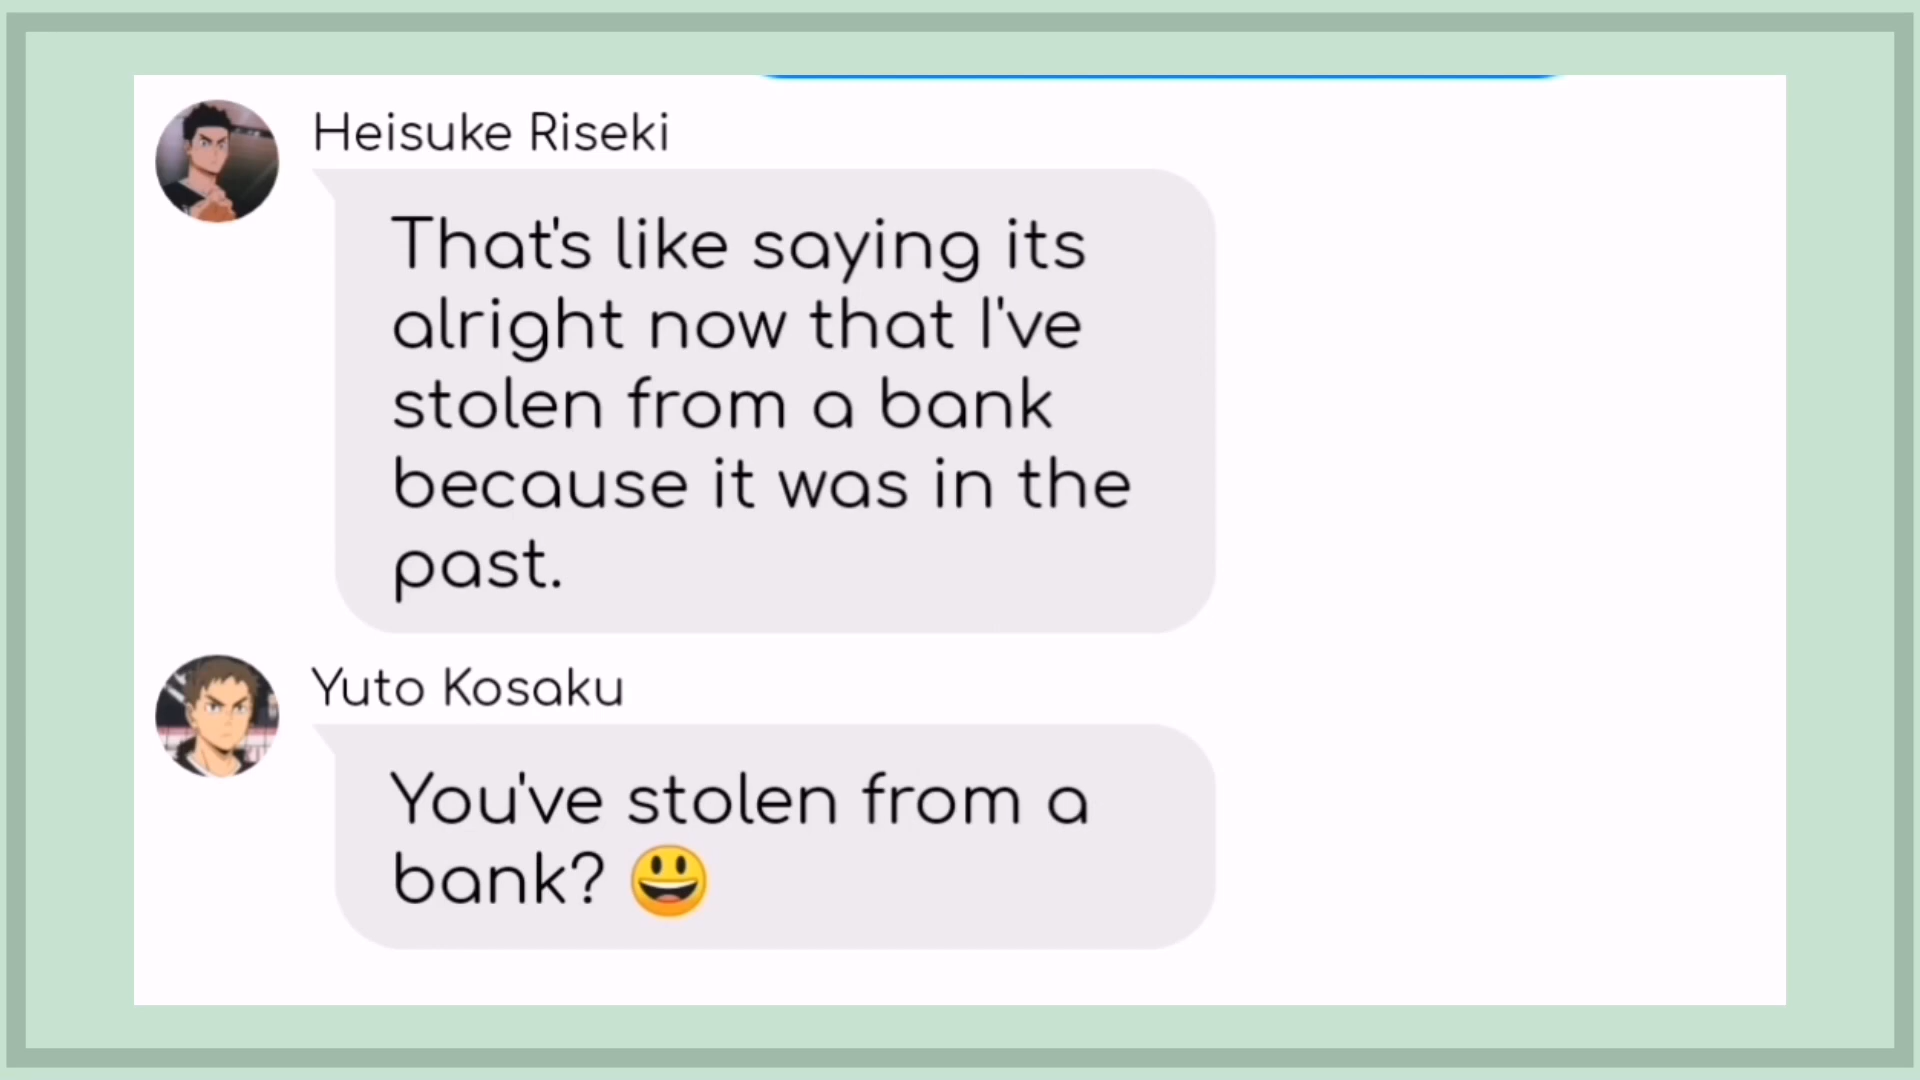 Heisuke Riseki
That's like saying its
alright now that I've
stolen from a bank
because it was in the
past.
Yuto Kosaku
You've stolen from a
bank? 😃